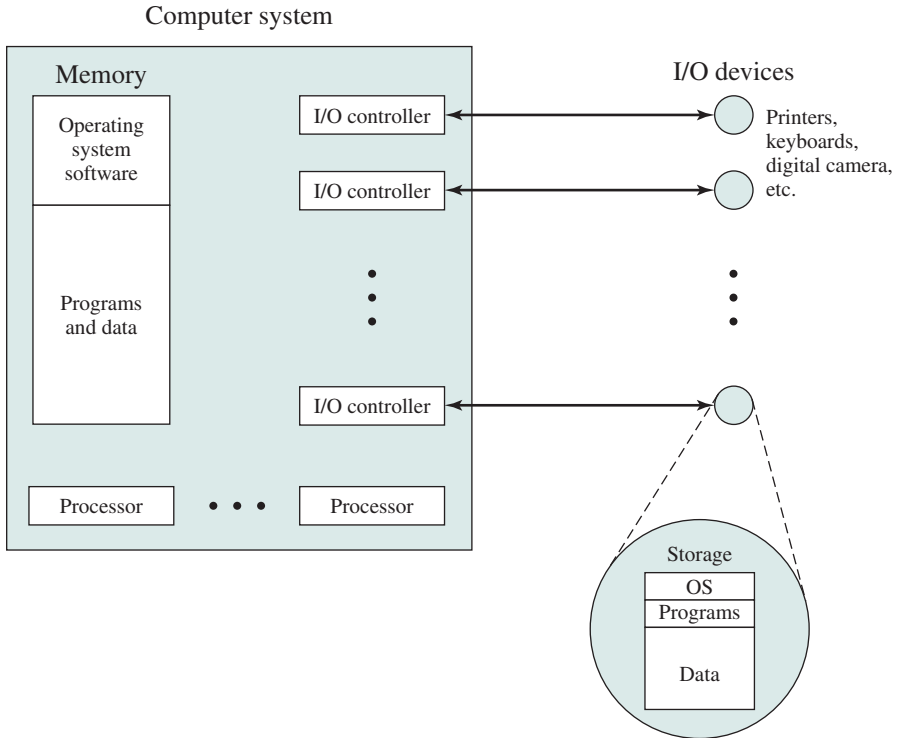 Computer system
Memory
Operating
system
software
Programs
and data
I/O controller
I/O controller
I/O controller
Processor
Processor
I/O devices
Printers,
keyboards,
digital camera,
etc.
Storage
OS
Programs
Data